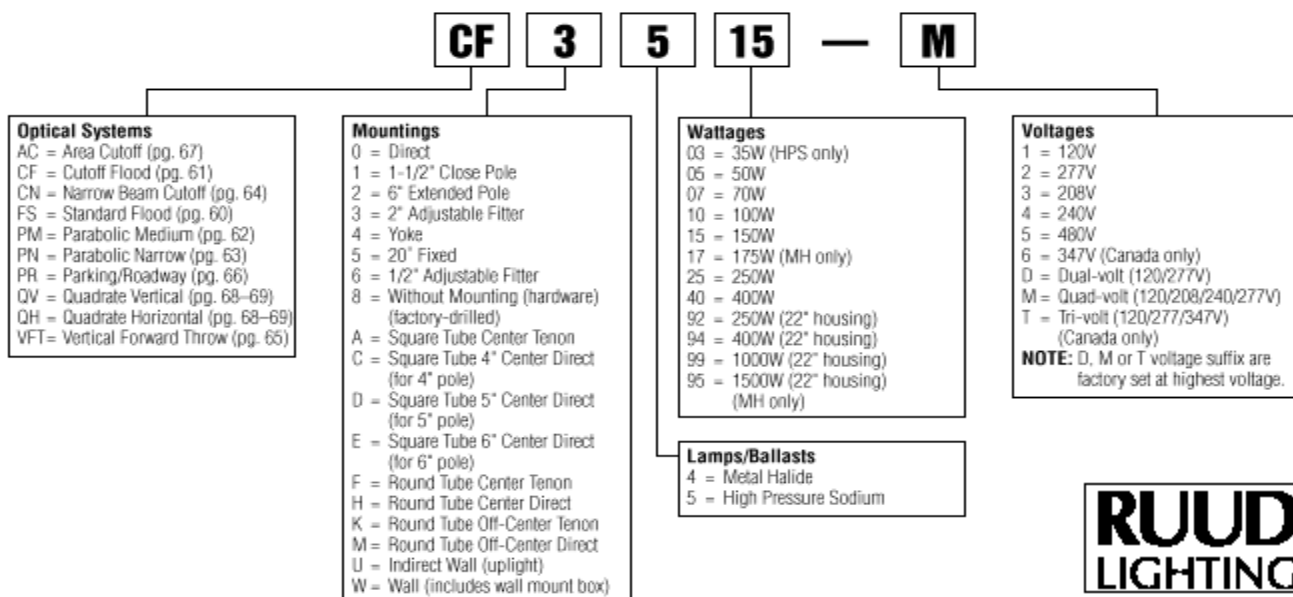 CF 3 5 15 — M
Optical Systems
AC = Area Cutoff (pg. 67)
CF = Cutoff Flood (pg. 61)
CN = Narrow Beam Cutoff (pg. 64)
FS = Standard Flood (pg. 60)
PM = Parabolic Medium (pg. 62)
PN = Parabolic Narrow (pg. 63)
PR = Parking/Roadway (pg. 66)
QV = Quadrate Vertical (pg. 68–69)
QH = Quadrate Horizontal (pg. 68–69)
VFT= Vertical Forward Throw (pg. 65)
Mountings
0 = Direct
1 = 1-1/2" Close Pole
2 = 6" Extended Pole
3 = 2" Adjustable Fitter
4 = Yoke
5 = 20" Fixed
6 = 1/2" Adjustable Fitter
8 = Without Mounting (hardware)
(factory-drilled)
A = Square Tube Center Tenon
C = Square Tube 4" Center Direct
(for 4" pole)
D = Square Tube 5" Center Direct
(for 5" pole)
E = Square Tube 6" Center Direct
(for 6" pole)
F = Round Tube Center Tenon
H = Round Tube Center Direct
K = Round Tube Off-Center Tenon
M = Round Tube Off-Center Direct
U = Indirect Wall (uplight)
W = Wall (includes wall mount box)
Wattages
03 = 35W (HPS only)
05 = 50W
07 = 70W
10 = 100W
15 = 150W
17 = 175W (MH only)
25 = 250W
40 = 400W
92 = 250W (22" housing)
94 = 400W (22" housing)
99 = 1000W (22" housing)
95 = 1500W (22" housing)
(MH only)
Lamps/Ballasts
4 = Metal Halide
5 = High Pressure Sodium
Voltages
1 = 120V
2 = 277V
3 = 208V
4 = 240V
5 = 480V
6 = 347V (Canada only)
D = Dual-volt (120/277V)
M = Quad-volt (120/208/240/277V)
T = Tri-volt (120/277/347V)
(Canada only)
NOTE: D, M or T voltage suffix are
factory set at highest voltage.
RUUD
LIGHTING